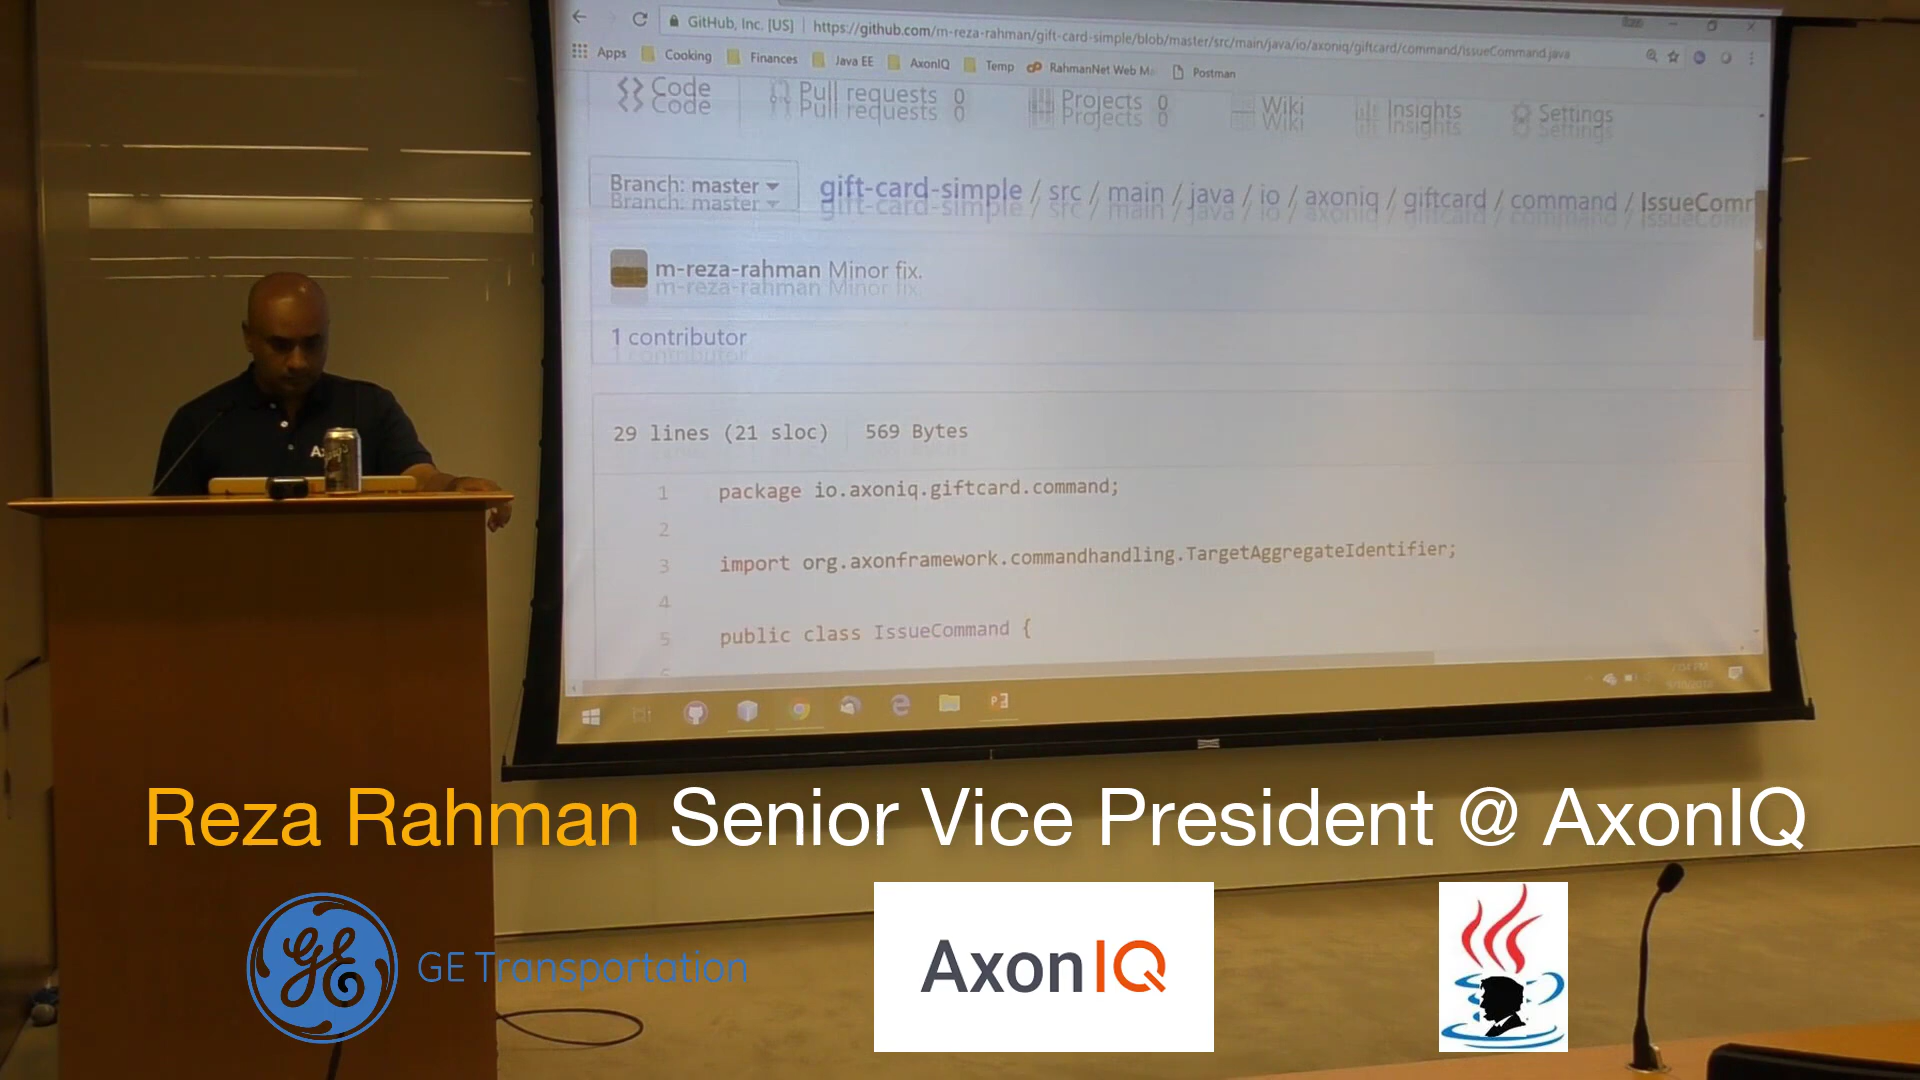 GitHub, Inc. [US] | https://github.com/m-reza-rahman/gift-card-simple/blob/master/src/main/java/io/axoniq/giftcard/command/IssueCommand.java
Apps Cooking Finances Java EE AxonIQ Temp RahmanNet Web M Postman
Code Pull requests 0 Projects 0 Wiki Insights Settings
Branch: master gift-card-simple / src / main / java / io / axoniq / giftcard / command / IssueComm
m-reza-rahman Minor fix.
1 contributor
29 lines (21 sloc) 569 Bytes
1 package io.axoniq.giftcard.command;
2
3 import org.axonframework.commandhandling.TargetAggregateIdentifier;
4
5 public class IssueCommand {
Reza Rahman Senior Vice President @ AxonIQ
GE GE Transportation
AxonIQ